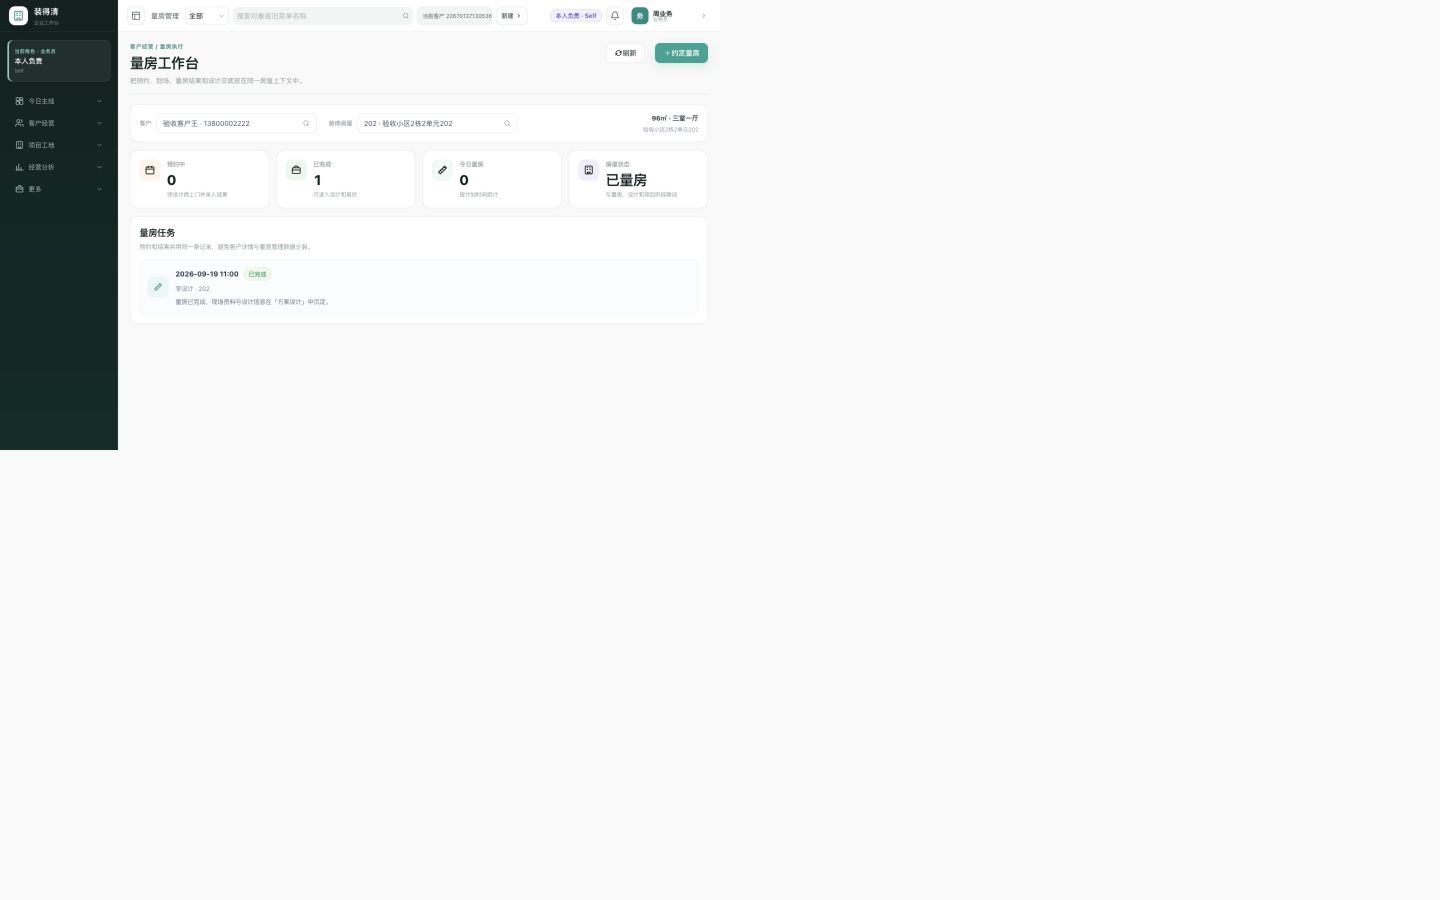 装得清
企业工作台
当前角色 · 业务员
本人负责
Self
今日主线
客户经营
项目工地
经营分析
更多
量房管理
全部
搜索对象或旧菜单名称
当前客户 22670137130536
新建
本人负责 · Self
务
周业务
业务员
客户经营 / 量房执行
量房工作台
把预约、到场、量房结果和设计交底放在同一房屋上下文中。
刷新
+ 约定量房
客户
验收客户王 · 13800002222
装修房屋
202 · 验收小区2栋2单元202
96㎡ · 三室一厅
验收小区2栋2单元202
预约中
0
待设计师上门并录入结果
已完成
1
可进入设计和报价
今日量房
0
按计划时间统计
房屋状态
已量房
与量房、设计和项目阶段联动
量房任务
预约和结果共用同一条记录，避免客户详情与量房管理数据分裂。
2026-09-19 11:00
已完成
李设计 · 202
量房已完成，现场资料与设计信息在「方案设计」中沉淀。